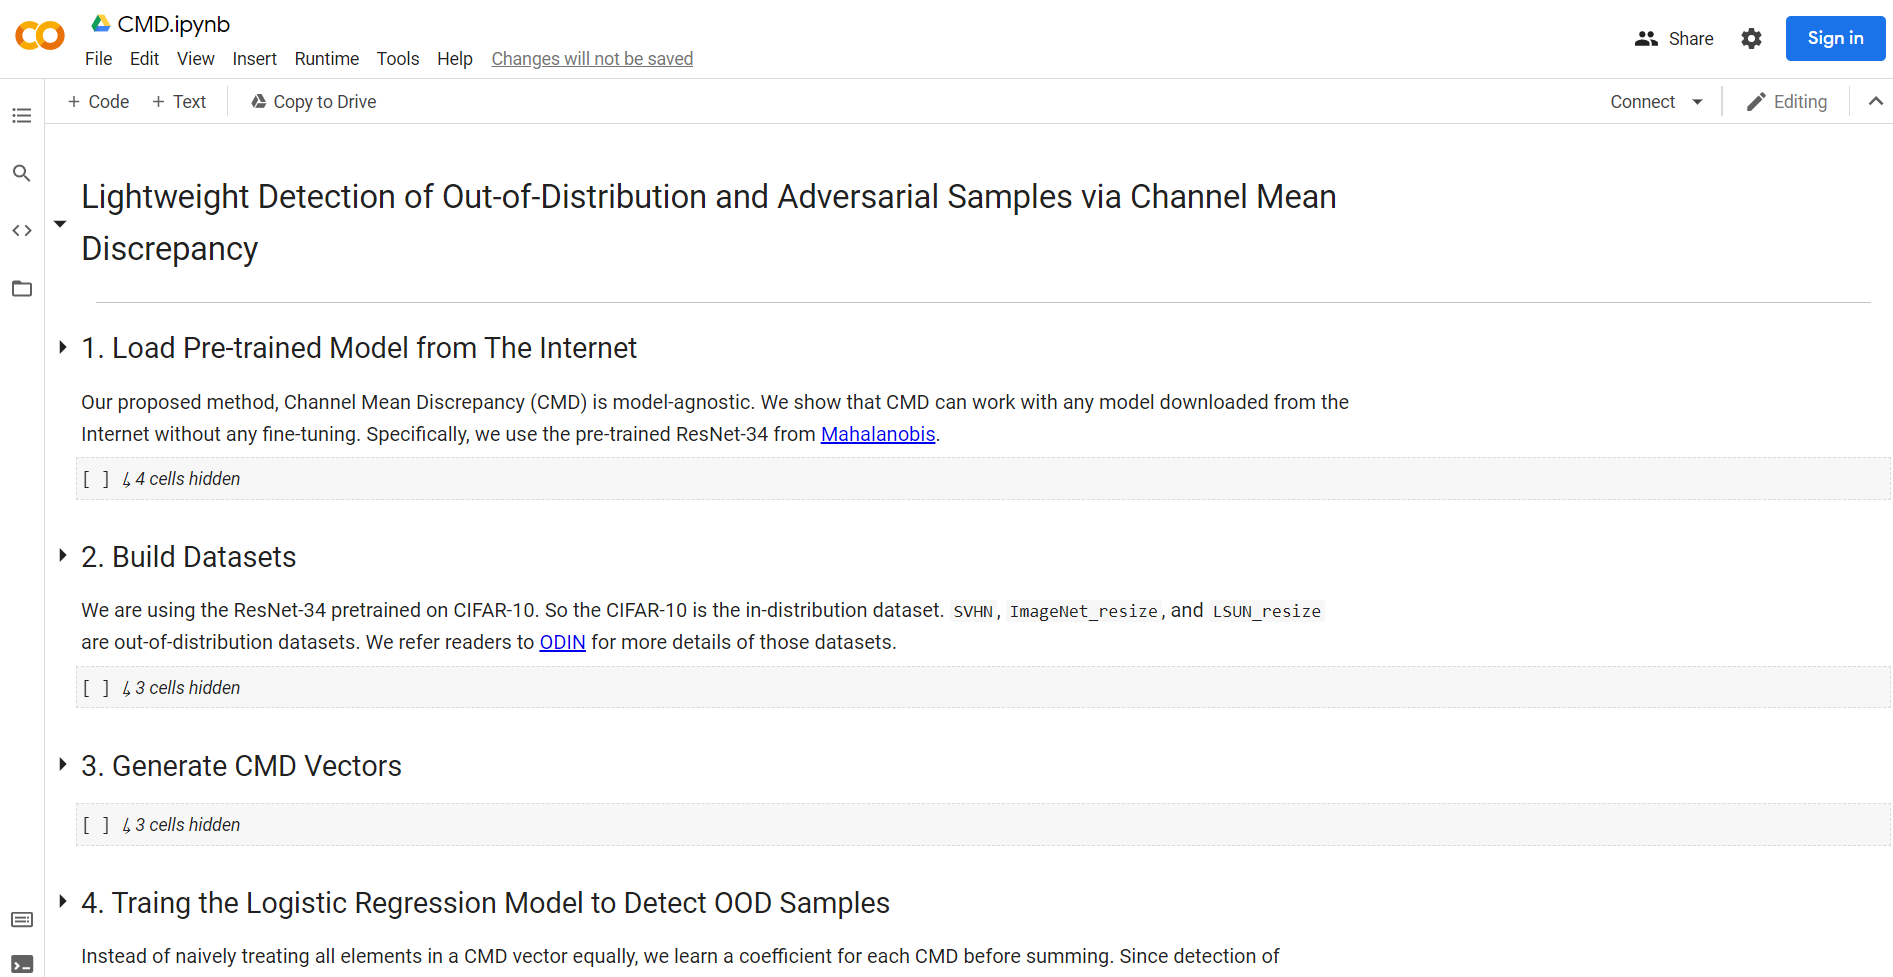 CMD.ipynb
File Edit View Insert Runtime Tools Help Changes will not be saved
Share
Sign in
+ Code + Text Copy to Drive
Connect
Editing
Lightweight Detection of Out-of-Distribution and Adversarial Samples via Channel Mean
Discrepancy
1. Load Pre-trained Model from The Internet
Our proposed method, Channel Mean Discrepancy (CMD) is model-agnostic. We show that CMD can work with any model downloaded from the
Internet without any fine-tuning. Specifically, we use the pre-trained ResNet-34 from Mahalanobis.
[ ] ↳ 4 cells hidden
2. Build Datasets
We are using the ResNet-34 pretrained on CIFAR-10. So the CIFAR-10 is the in-distribution dataset. SVHN, ImageNet_resize, and LSUN_resize
are out-of-distribution datasets. We refer readers to ODIN for more details of those datasets.
[ ] ↳ 3 cells hidden
3. Generate CMD Vectors
[ ] ↳ 3 cells hidden
4. Traing the Logistic Regression Model to Detect OOD Samples
Instead of naively treating all elements in a CMD vector equally, we learn a coefficient for each CMD before summing. Since detection of